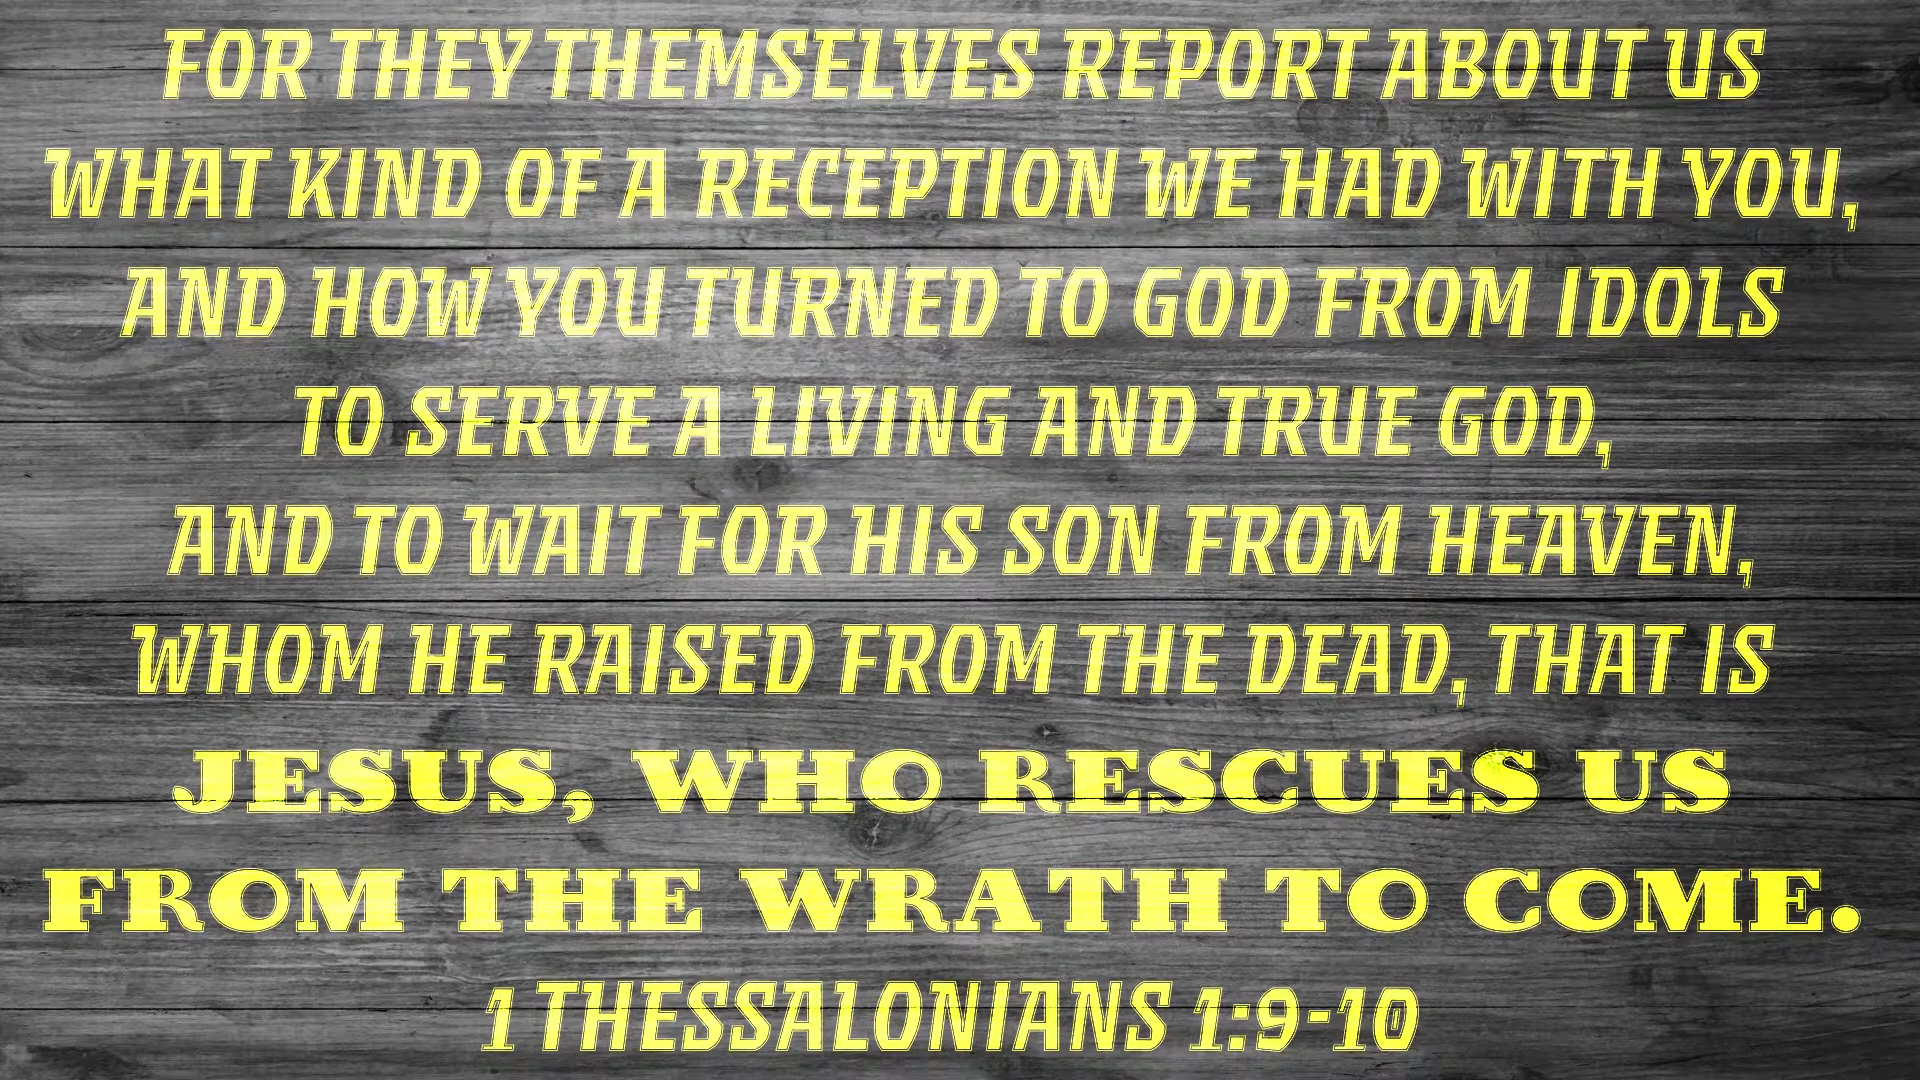 FOR THEY THEMSELVES REPORT ABOUT US
WHAT KIND OF A RECEPTION WE HAD WITH YOU,
AND HOW YOU TURNED TO GOD FROM IDOLS
TO SERVE A LIVING AND TRUE GOD,
AND TO WAIT FOR HIS SON FROM HEAVEN,
WHOM HE RAISED FROM THE DEAD, THAT IS
JESUS, WHO RESCUES US
FROM THE WRATH TO COME.
1 THESSALONIANS 1:9-10